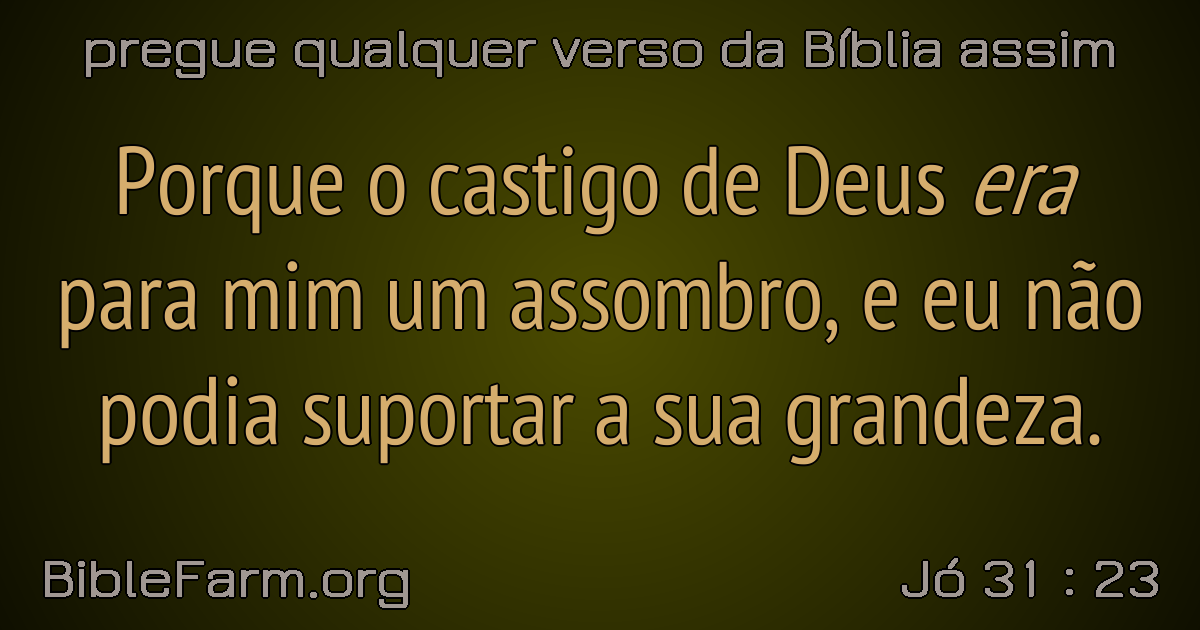 pregue qualquer verso da Bíblia assim
Porque o castigo de Deus era
para mim um assombro, e eu não
podia suportar a sua grandeza.
BibleFarm.org
Jó 31 : 23